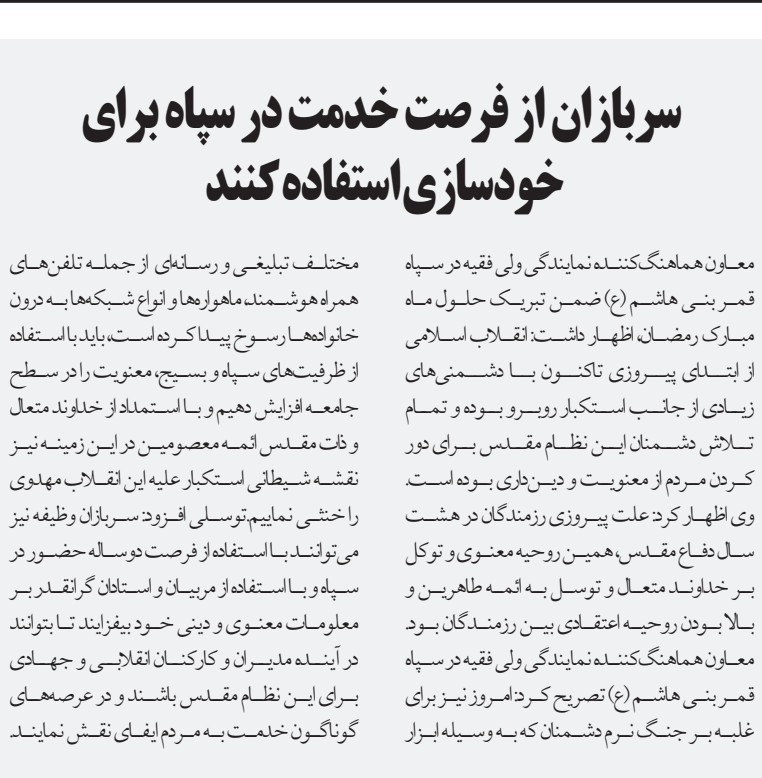 سربازان از فرصت خدمت در سپاه برای
خودسازی استفاده کنند
معاون هماهنگ‌کننده نمایندگی ولی فقیه در سپاه
قمر بنی هاشم (ع) ضمن تبریک حلول ماه
مبارک رمضان، اظهار داشت: انقلاب اسلامی
از ابتدای پیروزی تاکنون با دشمنی‌های
زیادی از جانب استکبار روبرو بوده و تمام
تلاش دشمنان این نظام مقدس برای دور
کردن مردم از معنویت و دین‌داری بوده است.
وی اظهار کرد: علت پیروزی رزمندگان در هشت
سال دفاع مقدس، همین روحیه معنوی و توکل
بر خداوند متعال و توسل به ائمه طاهرین و
بالا بودن روحیه اعتقادی بین رزمندگان بود.
معاون هماهنگ‌کننده نمایندگی ولی فقیه در سپاه
قمر بنی هاشم (ع) تصریح کرد: امروز نیز برای
غلبه بر جنگ نرم دشمنان که به وسیله ابزار
مختلف تبلیغی و رسانه‌ای از جمله تلفن‌های
همراه هوشمند، ماهواره‌ها و انواع شبکه‌ها به درون
خانواده‌ها رسوخ پیدا کرده است، باید با استفاده
از ظرفیت‌های سپاه و بسیج، معنویت را در سطح
جامعه افزایش دهیم و با استمداد از خداوند متعال
و ذات مقدس ائمه معصومین در این زمینه نیز
نقشه شیطانی استکبار علیه این انقلاب مهدوی
را خنثی نماییم.توسلی افزود: سربازان وظیفه نیز
می‌توانند با استفاده از فرصت دوساله حضور در
سپاه و با استفاده از مربیان و استادان گرانقدر بر
معلومات معنوی و دینی خود بیفزایند تا بتوانند
در آینده مدیران و کارکنان انقلابی و جهادی
برای این نظام مقدس باشند و در عرصه‌های
گوناگون خدمت به مردم ایفای نقش نمایند.